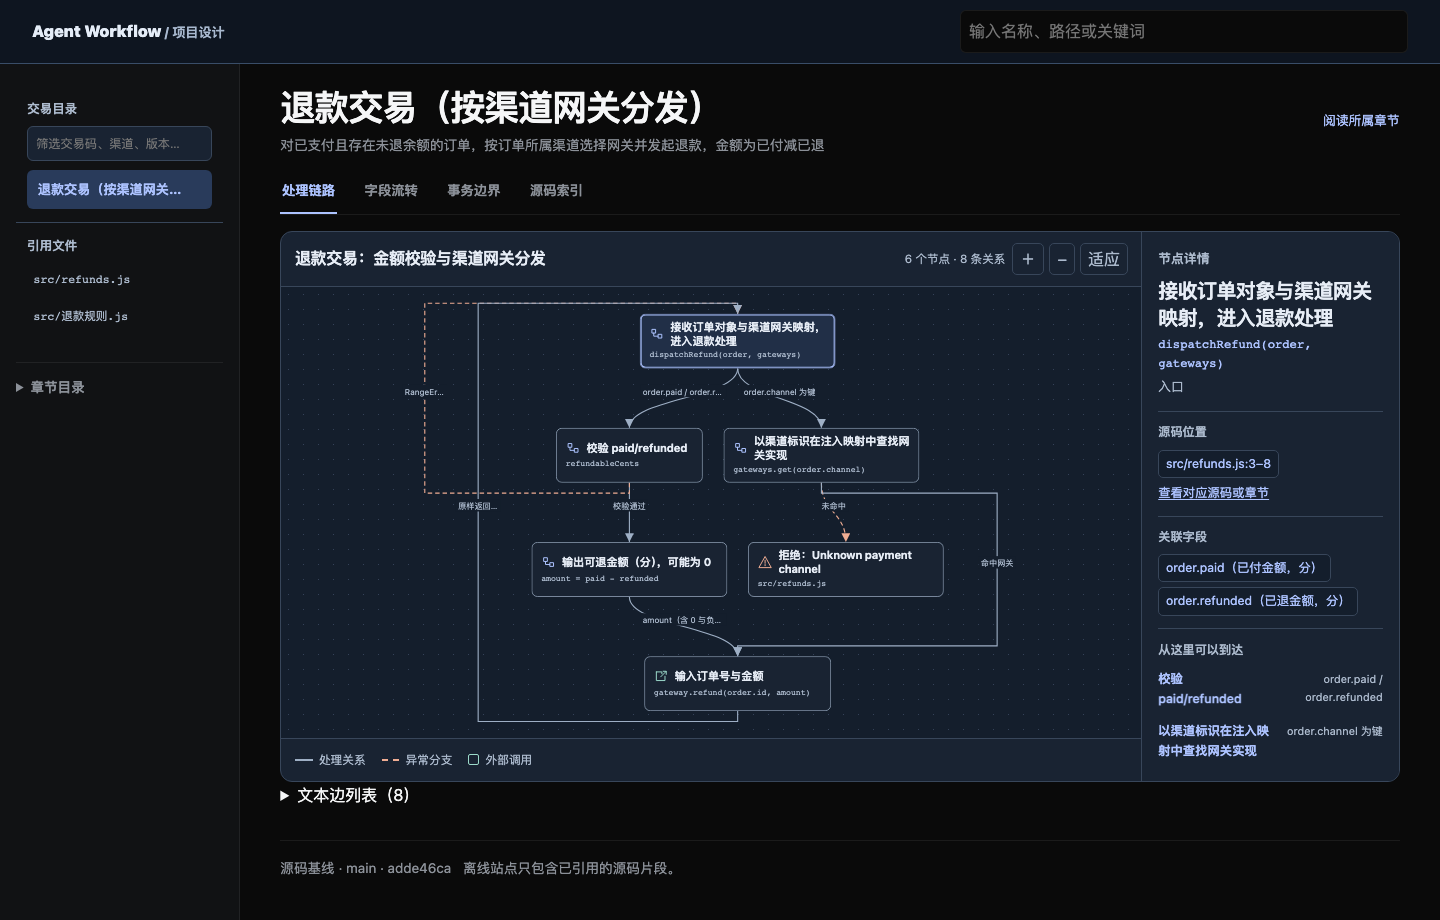 Agent Workflow / 项目设计
输入名称、路径或关键词
交易目录
筛选交易码、渠道、版本...
退款交易（按渠道网关...
引用文件
src/refunds.js
src/退款规则.js
▶ 章节目录
退款交易（按渠道网关分发）
阅读所属章节
对已支付且存在未退余额的订单，按订单所属渠道选择网关并发起退款，金额为已付减已退
处理链路 字段流转 事务边界 源码索引
退款交易：金额校验与渠道网关分发
6 个节点 · 8 条关系 + − 适应
接收订单对象与渠道网关映射，
进入退款处理
dispatchRefund(order, gateways)
RangeEr...
order.paid / order.r...
order.channel 为键
校验 paid/refunded
refundableCents
以渠道标识在注入映射中查找网
关实现
gateways.get(order.channel)
原样返回...
校验通过
未命中
输出可退金额（分），可能为 0
amount = paid − refunded
拒绝：Unknown payment
channel
src/refunds.js
命中网关
amount（含 0 与负...
输入订单号与金额
gateway.refund(order.id, amount)
处理关系 异常分支 外部调用
节点详情
接收订单对象与渠道网关
映射，进入退款处理
dispatchRefund(order,
gateways)
入口
源码位置
src/refunds.js:3–8
查看对应源码或章节
关联字段
order.paid（已付金额，分）
order.refunded（已退金额，分）
从这里可以到达
校验
paid/refunded
order.paid /
order.refunded
以渠道标识在注入映
射中查找网关实现
order.channel 为键
▶ 文本边列表（8）
源码基线 · main · adde46ca 离线站点只包含已引用的源码片段。